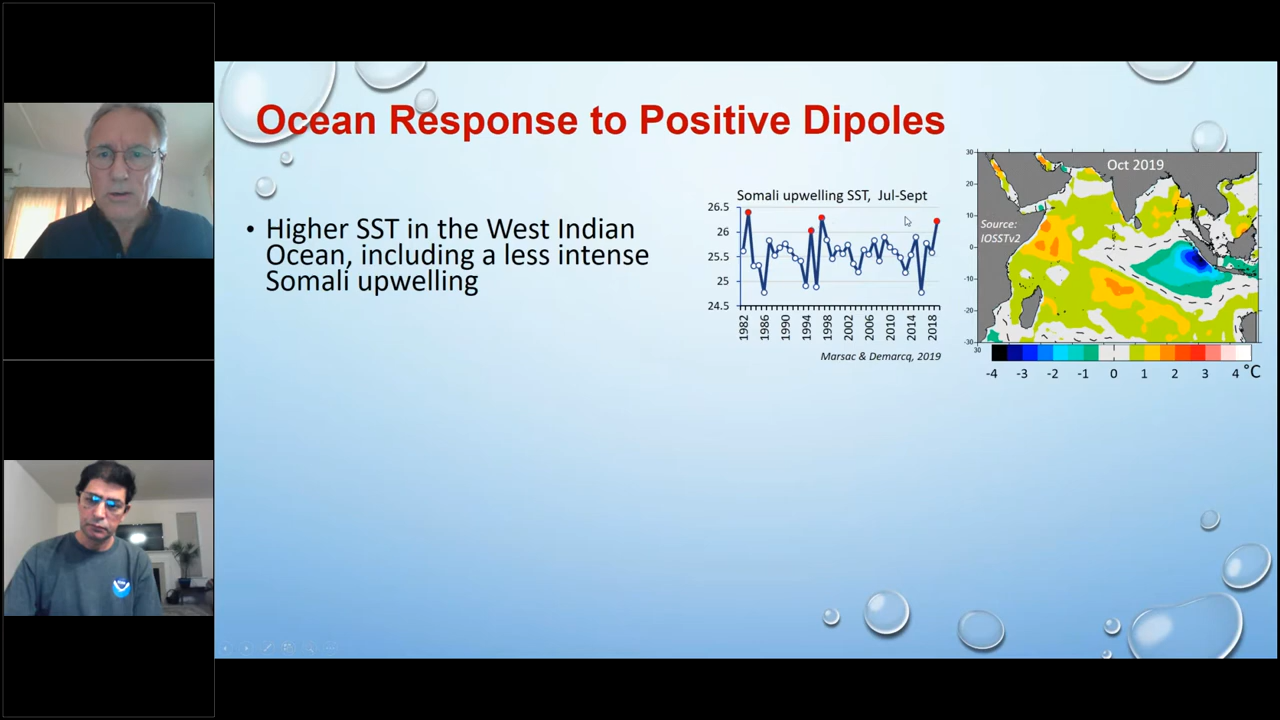 Ocean Response to Positive Dipoles
• Higher SST in the West Indian
Ocean, including a less intense
Somali upwelling
Somali upwelling SST, Jul-Sept
26.5
26
25.5
25
24.5
1982
1986
1990
1994
1998
2002
2006
2010
2014
2018
Marsac & Demarcq, 2019
Oct 2019
Source:
IOSSTv2
30
20
10
0
-10
-20
-30
30
-4 -3 -2 -1 0 1 2 3 4 °C